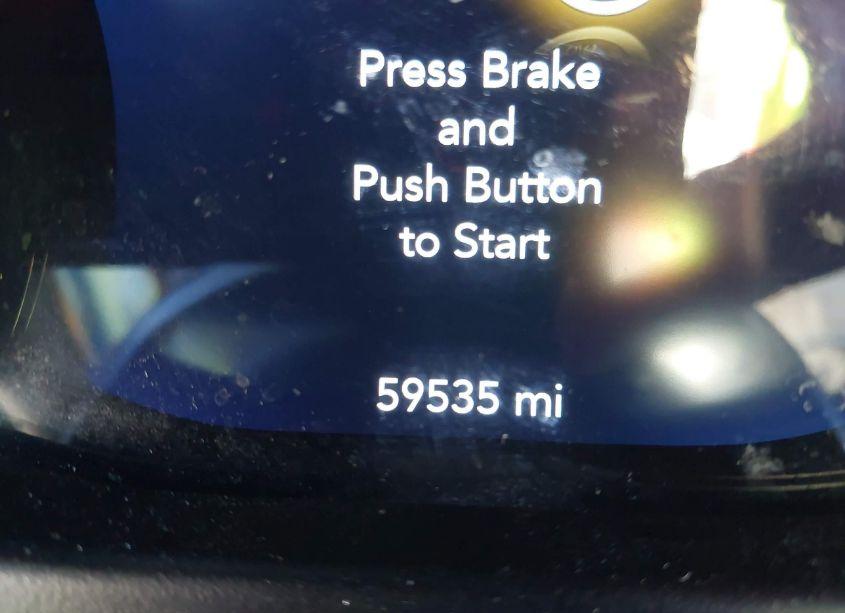 Press Brake
and
Push Button
to Start
59535 mi